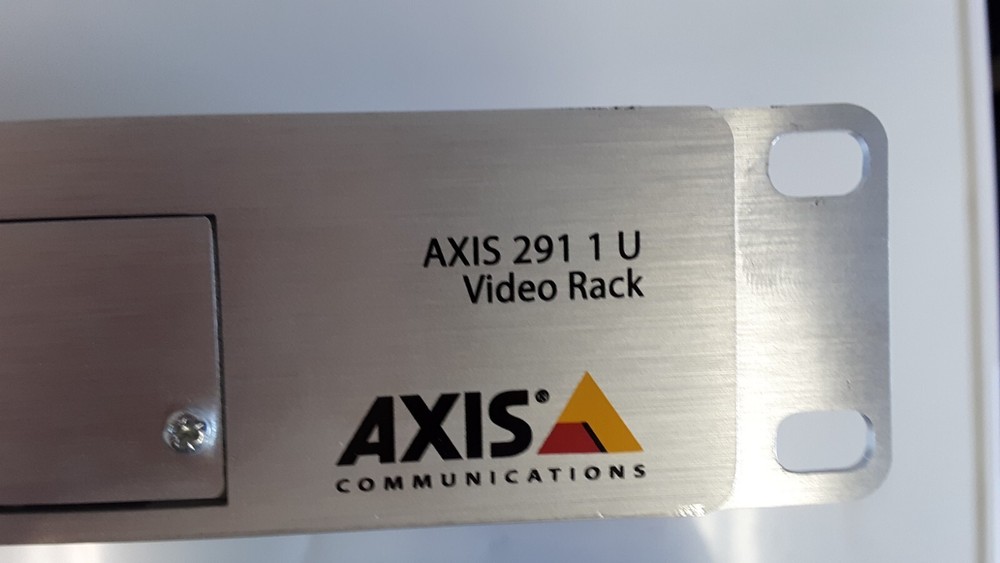 AXIS 291 1 U
Video Rack
AXIS®
COMMUNICATIONS